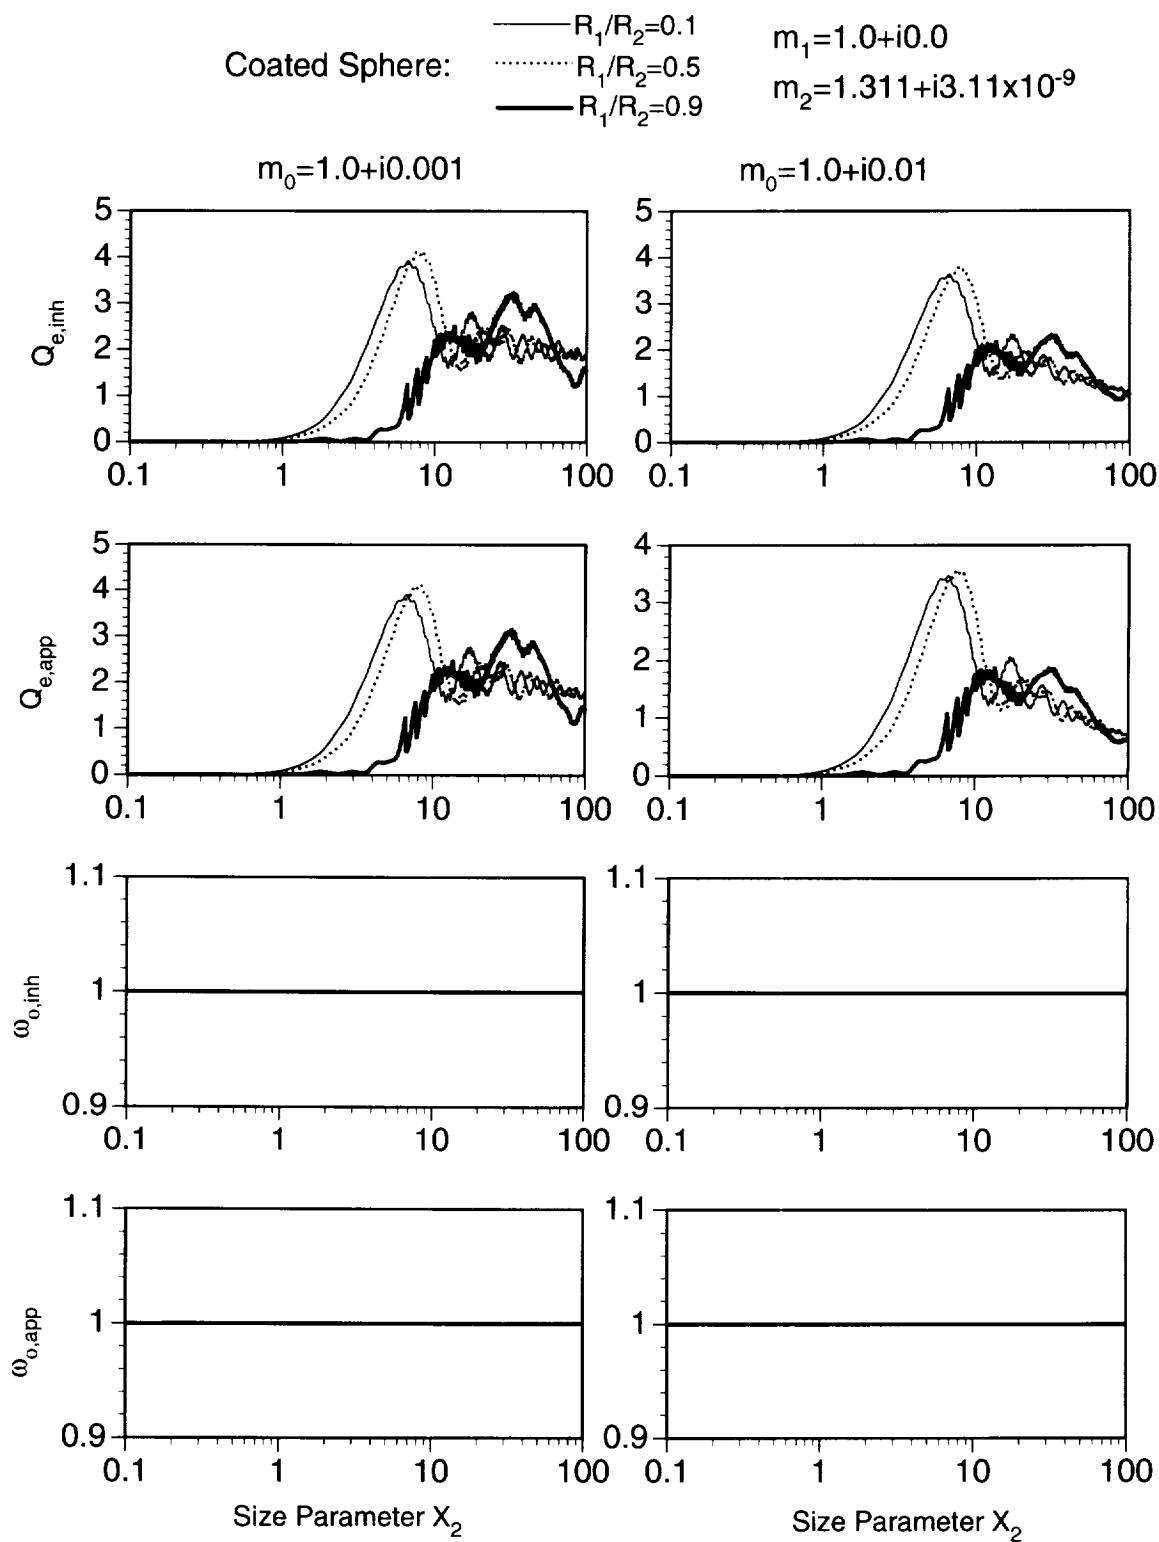 Coated Sphere:
R₁/R₂=0.1
R₁/R₂=0.5
R₁/R₂=0.9
m₁=1.0+i0.0
m₂=1.311+i3.11x10⁻⁹
m₀=1.0+i0.001
m₀=1.0+i0.01
Qe,inh
5
4
3
2
1
0
0.1 1 10 100
5
4
3
2
1
0
0.1 1 10 100
Qe,app
5
4
3
2
1
0
0.1 1 10 100
4
3
2
1
0
0.1 1 10 100
ωo,inh
1.1
1
0.9
0.1 1 10 100
1.1
1
0.9
0.1 1 10 100
ωo,app
1.1
1
0.9
0.1 1 10 100
Size Parameter X₂
1.1
1
0.9
0.1 1 10 100
Size Parameter X₂